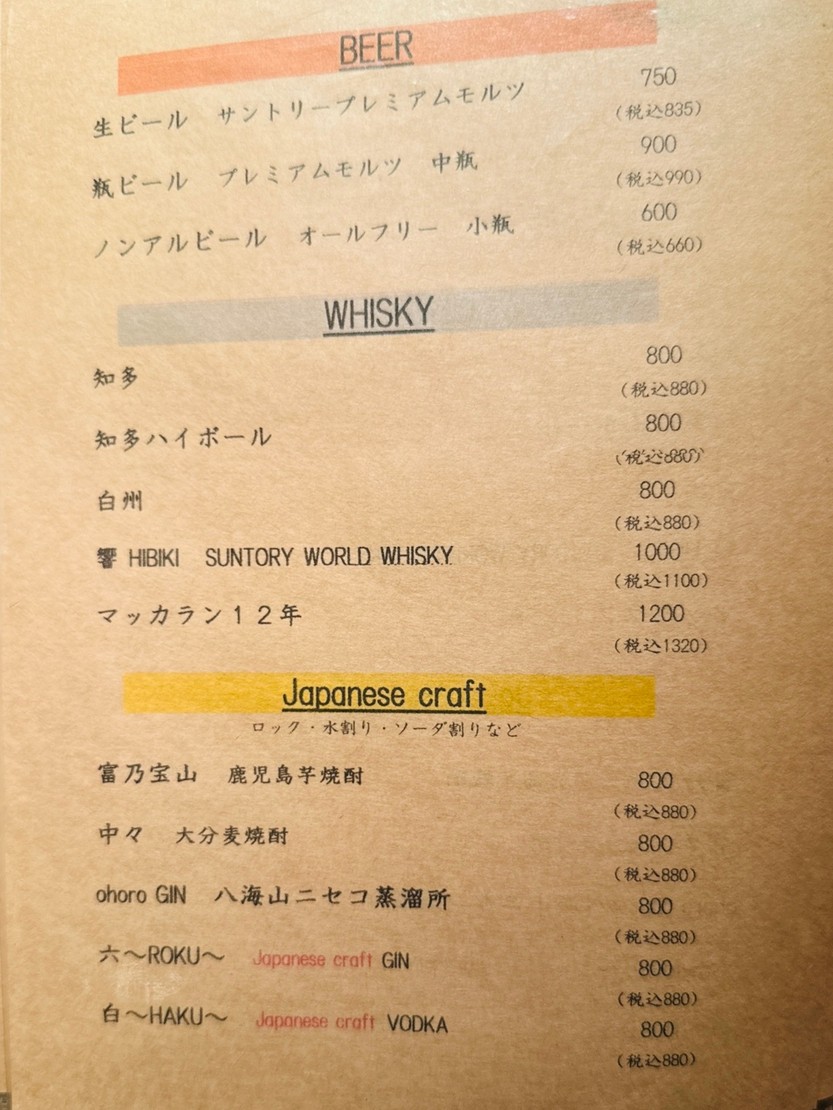 BEER
生ビール　サントリープレミアムモルツ　750
（税込835）
瓶ビール　プレミアムモルツ　中瓶　900
（税込990）
ノンアルビール　オールフリー　小瓶　600
（税込660）
WHISKY
知多　800
（税込880）
知多ハイボール　800
（税込880）
白州　800
（税込880）
響 HIBIKI　SUNTORY WORLD WHISKY　1000
（税込1100）
マッカラン１２年　1200
（税込1320）
Japanese craft
ロック・水割り・ソーダ割りなど
富乃宝山　鹿児島芋焼酎　800
（税込880）
中々　大分麦焼酎　800
（税込880）
ohoro GIN　八海山ニセコ蒸溜所　800
（税込880）
六～ROKU～　Japanese craft GIN　800
（税込880）
白～HAKU～　Japanese craft VODKA　800
（税込880）